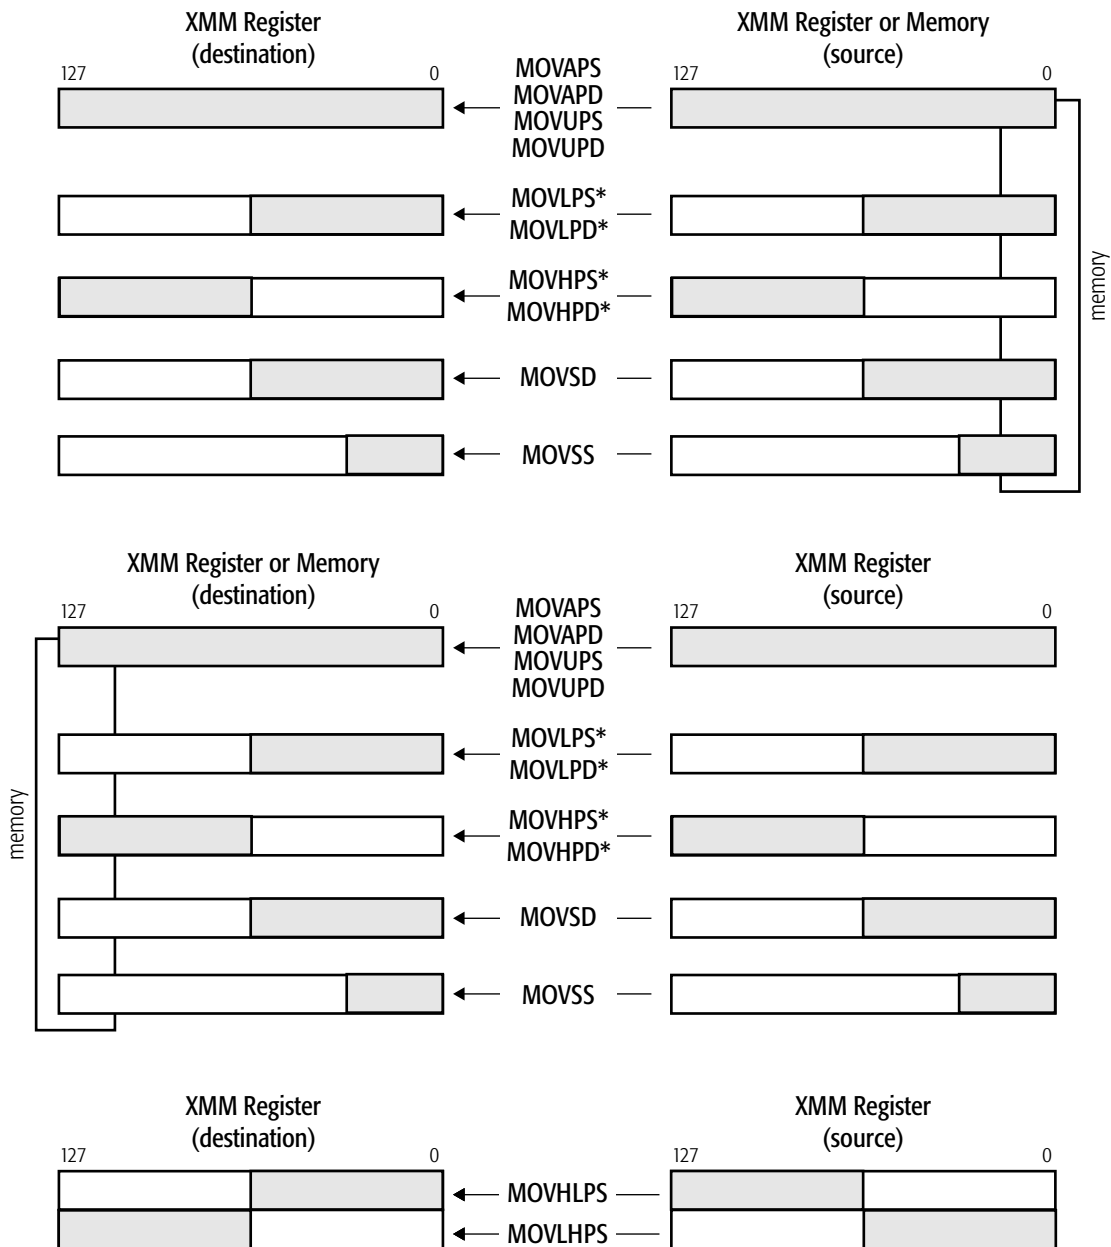 XMM Register
(destination)
XMM Register or Memory
(source)
127 0
127 0
MOVAPS
MOVAPD
MOVUPS
MOVUPD
MOVLPS*
MOVLPD*
MOVHPS*
MOVHPD*
MOVSD
MOVSS
memory
XMM Register or Memory
(destination)
XMM Register
(source)
127 0
127 0
MOVAPS
MOVAPD
MOVUPS
MOVUPD
MOVLPS*
MOVLPD*
MOVHPS*
MOVHPD*
MOVSD
MOVSS
memory
XMM Register
(destination)
XMM Register
(source)
127 0
127 0
MOVHLPS
MOVLHPS